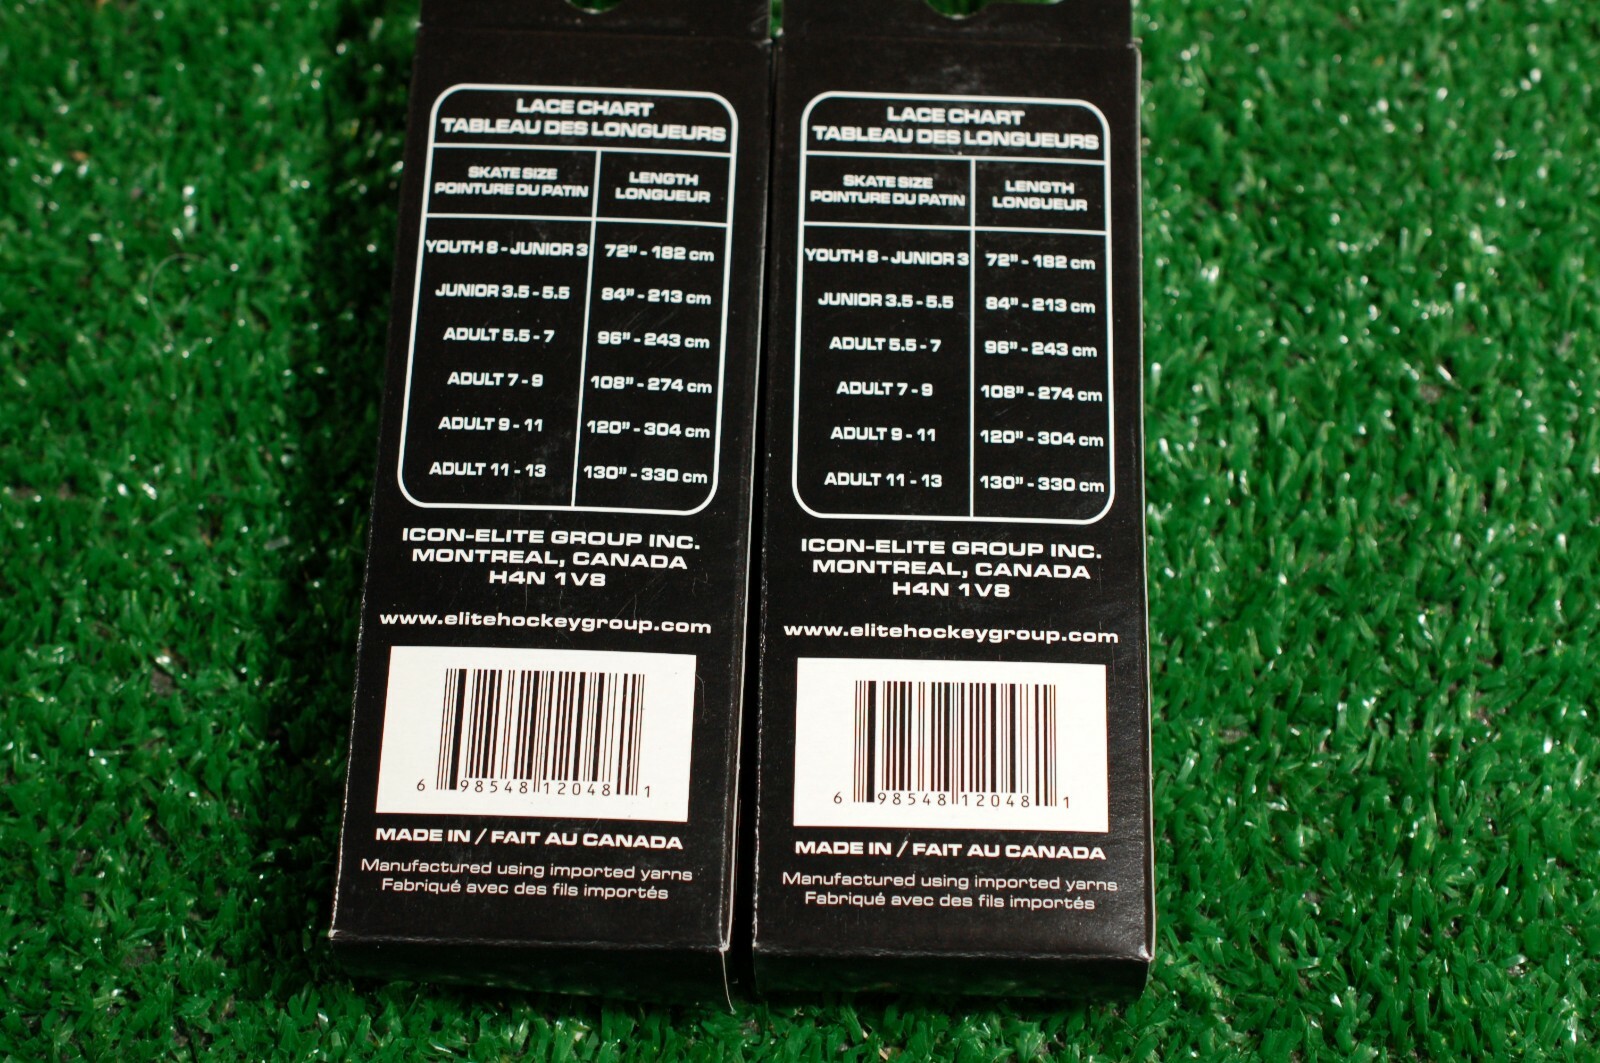 LACE CHART
TABLEAU DES LONGUEURS
SKATE SIZE
POINTURE DU PATIN
LENGTH
LONGUEUR
YOUTH 8 - JUNIOR 3 72" - 182 cm
JUNIOR 3.5 - 5.5 84" - 213 cm
ADULT 5.5 - 7 96" - 243 cm
ADULT 7 - 9 108" - 274 cm
ADULT 9 - 11 120" - 304 cm
ADULT 11 - 13 130" - 330 cm
ICON-ELITE GROUP INC.
MONTREAL, CANADA
H4N 1V8
www.elitehockeygroup.com
6 98548 12048 1
MADE IN / FAIT AU CANADA
Manufactured using imported yarns
Fabriqué avec des fils importés
LACE CHART
TABLEAU DES LONGUEURS
SKATE SIZE
POINTURE DU PATIN
LENGTH
LONGUEUR
YOUTH 8 - JUNIOR 3 72" - 182 cm
JUNIOR 3.5 - 5.5 84" - 213 cm
ADULT 5.5 - 7 96" - 243 cm
ADULT 7 - 9 108" - 274 cm
ADULT 9 - 11 120" - 304 cm
ADULT 11 - 13 130" - 330 cm
ICON-ELITE GROUP INC.
MONTREAL, CANADA
H4N 1V8
www.elitehockeygroup.com
6 98548 12048 1
MADE IN / FAIT AU CANADA
Manufactured using imported yarns
Fabriqué avec des fils importés